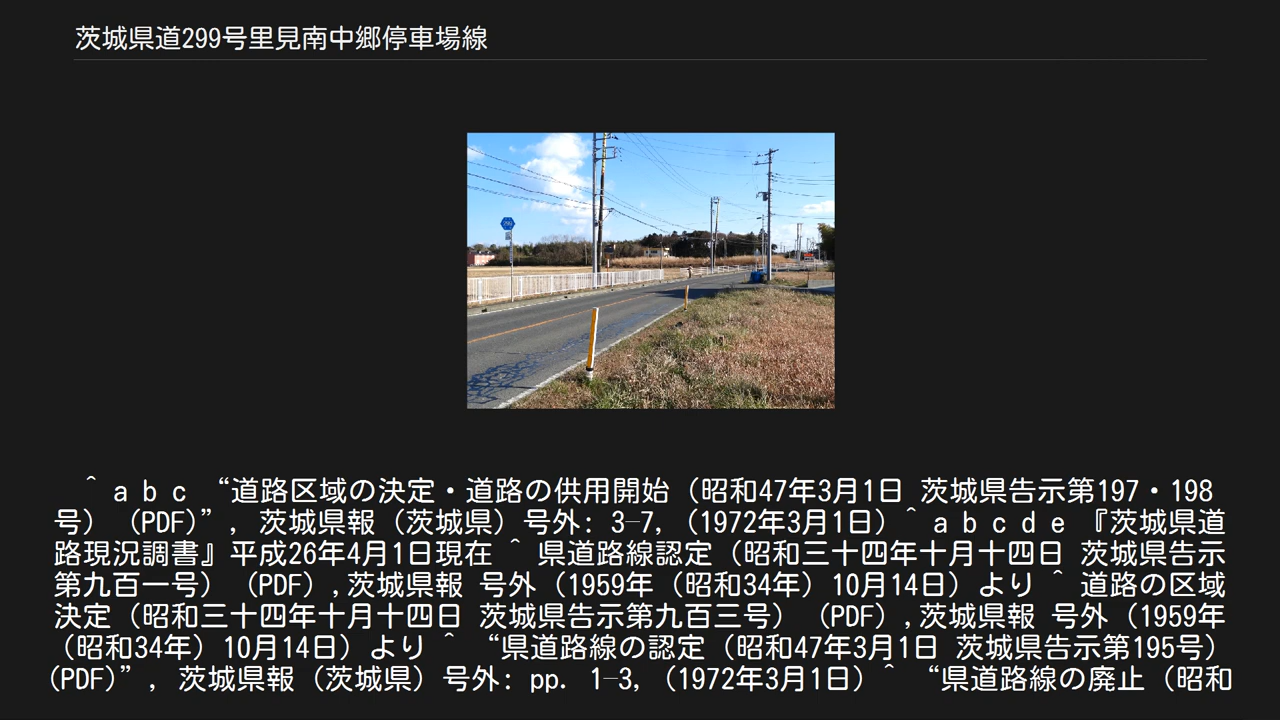 茨城県道299号里見南中郷停車場線
299
^ a b c “道路区域の決定・道路の供用開始（昭和47年3月1日 茨城県告示第197・198
号）（PDF）”, 茨城県報（茨城県）号外: 3–7, （1972年3月1日）^ a b c d e 『茨城県道
路現況調書』平成26年4月1日現在 ^ 県道路線認定（昭和三十四年十月十四日 茨城県告示
第九百一号）（PDF）,茨城県報 号外（1959年（昭和34年）10月14日）より ^ 道路の区域
決定（昭和三十四年十月十四日 茨城県告示第九百三号）（PDF）,茨城県報 号外（1959年
（昭和34年）10月14日）より ^ “県道路線の認定（昭和47年3月1日 茨城県告示第195号）
（PDF）”, 茨城県報（茨城県）号外: pp. 1–3, （1972年3月1日）^ “県道路線の廃止（昭和